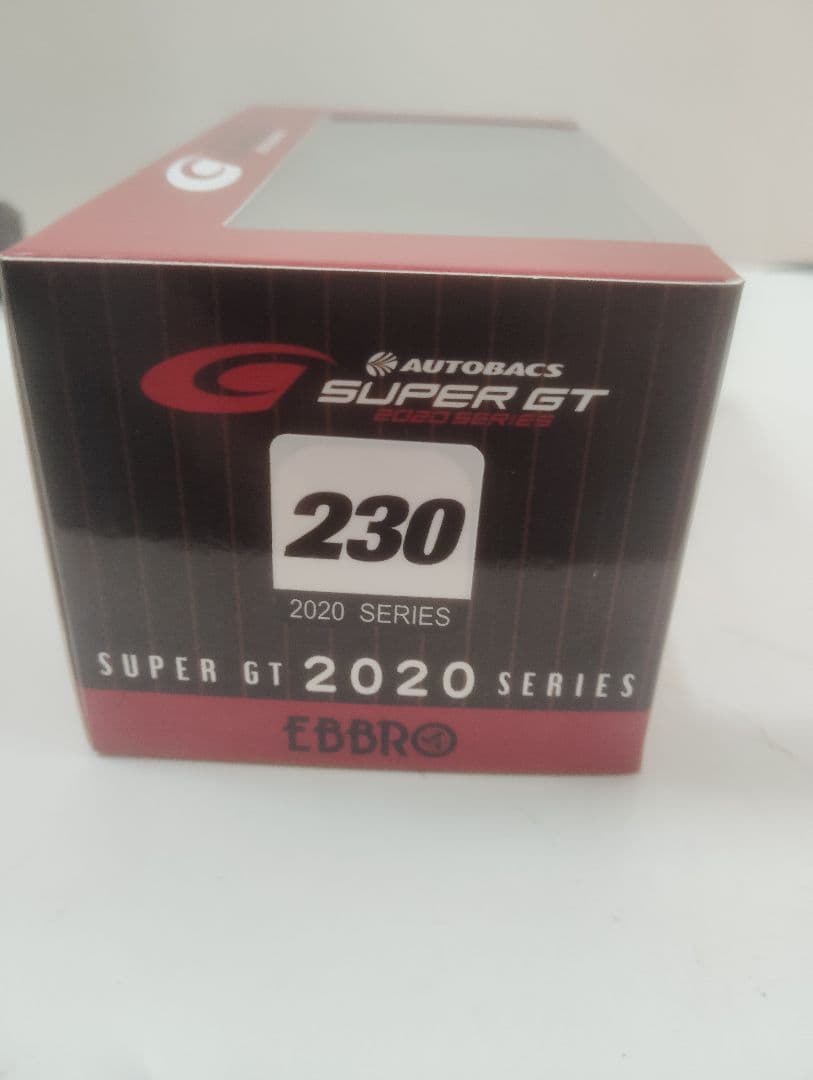 AUTOBACS
SUPER GT
2020 SERIES
230
2020 SERIES
SUPER GT 2020 SERIES
EBBRO